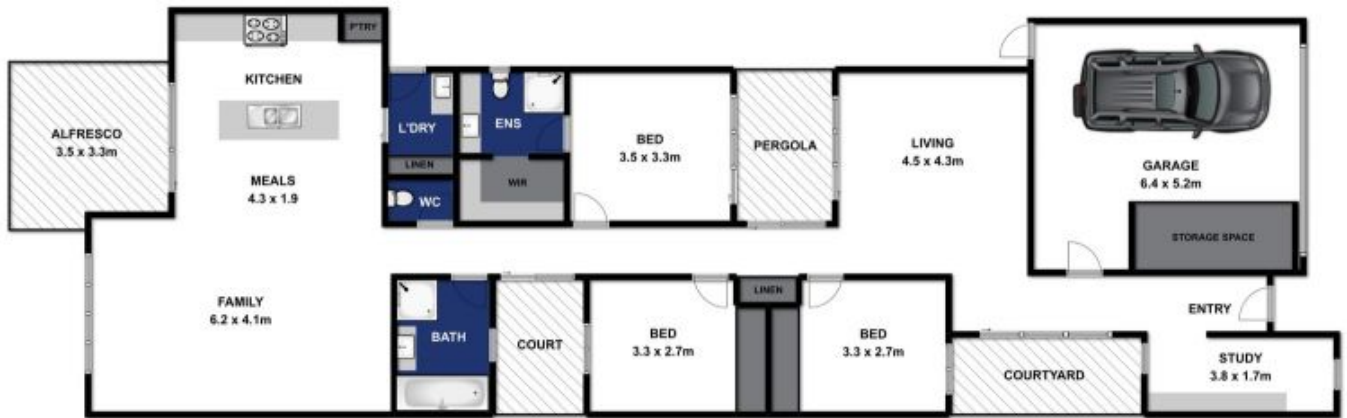 P'TRY
KITCHEN
ALFRESCO
3.5 x 3.3m
MEALS
4.3 x 1.9
FAMILY
6.2 x 4.1m
L'DRY
LINEN
WC
ENS
WIR
BED
3.5 x 3.3m
PERGOLA
LIVING
4.5 x 4.3m
GARAGE
6.4 x 5.2m
STORAGE SPACE
BATH
COURT
BED
3.3 x 2.7m
LINEN
BED
3.3 x 2.7m
COURTYARD
ENTRY
STUDY
3.8 x 1.7m